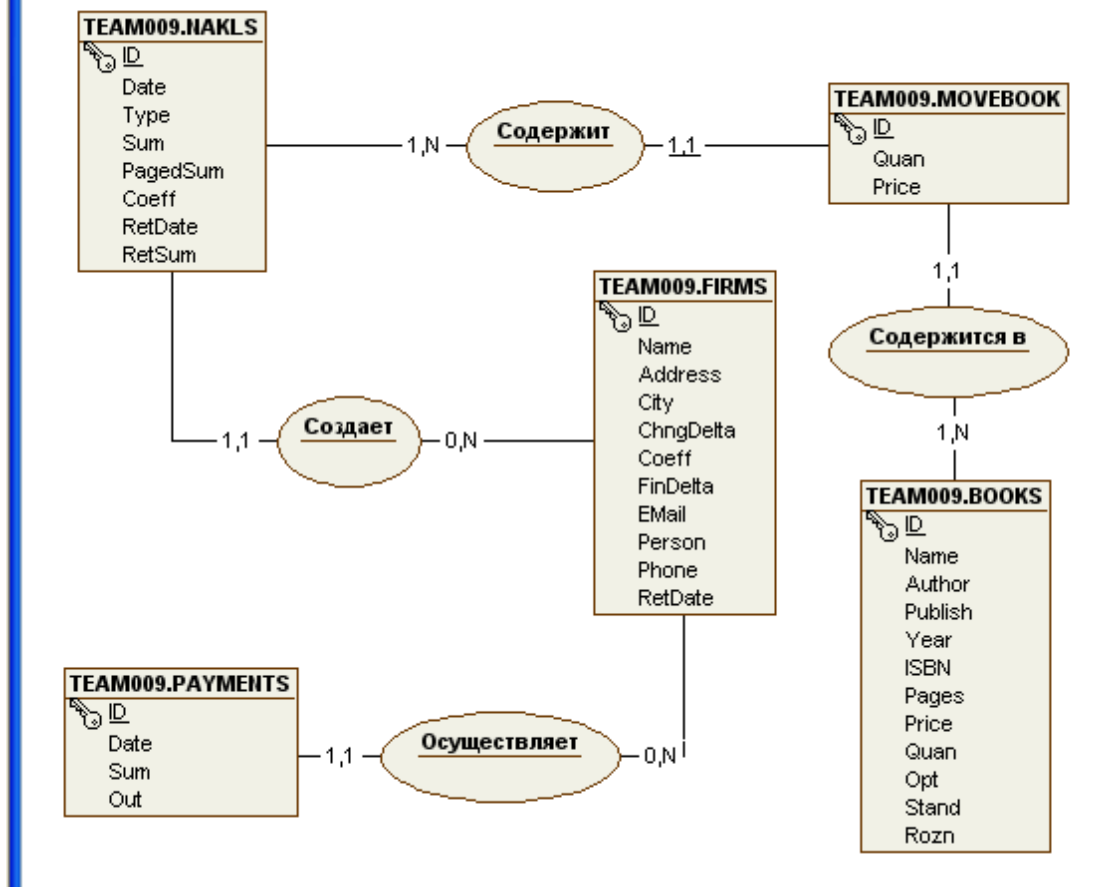 TEAM009.NAKLS
ID
Date
Type
Sum
PagedSum
Coeff
RetDate
RetSum
1,N
Содержит
1,1
TEAM009.MOVEBOOK
ID
Quan
Price
1,1
Содержится в
1,N
TEAM009.FIRMS
ID
Name
Address
City
ChngDelta
Coeff
FinDelta
EMail
Person
Phone
RetDate
1,1
Создает
0,N
TEAM009.BOOKS
ID
Name
Author
Publish
Year
ISBN
Pages
Price
Quan
Opt
Stand
Rozn
TEAM009.PAYMENTS
ID
Date
Sum
Out
1,1
Осуществляет
0,N